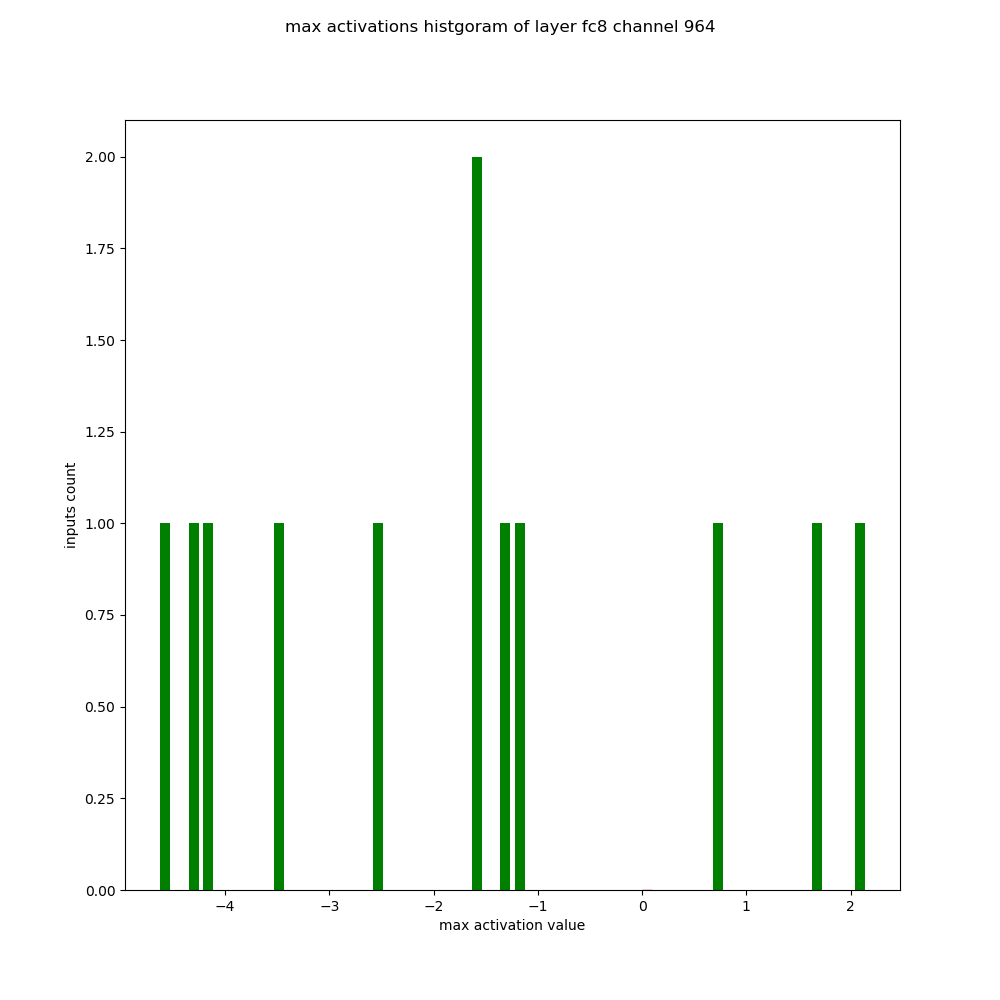 max activations histgoram of layer fc8 channel 964
2.00
1.75
1.50
1.25
1.00
0.75
0.50
0.25
0.00
inputs count
−4 −3 −2 −1 0 1 2
max activation value